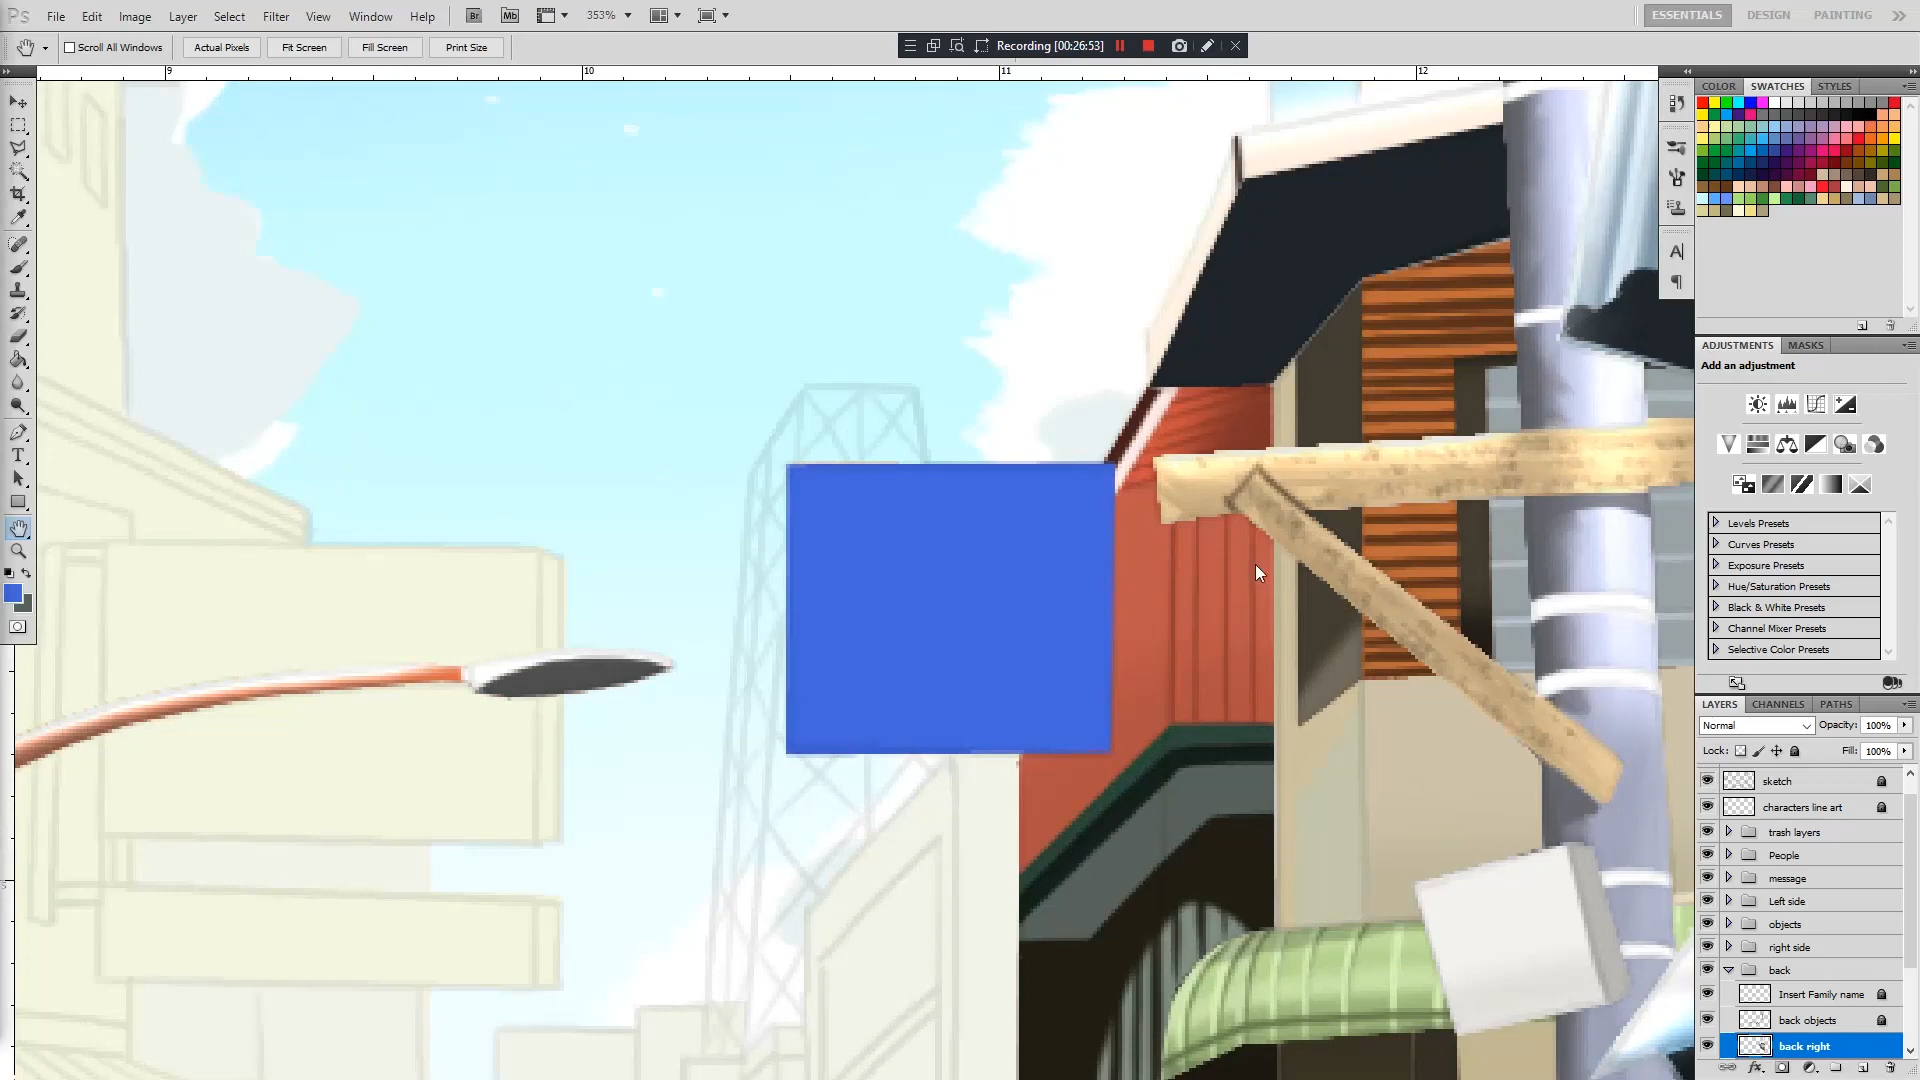 Ps File Edit Image Layer Select Filter View Window Help Br Mb 353% ESSENTIALS DESIGN PAINTING
Scroll All Windows Actual Pixels Fit Screen Fill Screen Print Size Recording [00:26:53]
9 10 11 12
COLOR SWATCHES STYLES
ADJUSTMENTS MASKS
Add an adjustment
Levels Presets
Curves Presets
Exposure Presets
Hue/Saturation Presets
Black & White Presets
Channel Mixer Presets
Selective Color Presets
LAYERS CHANNELS PATHS
Normal Opacity: 100%
Lock: Fill: 100%
sketch
characters line art
trash layers
People
message
Left side
objects
right side
back
Insert Family name
back objects
back right